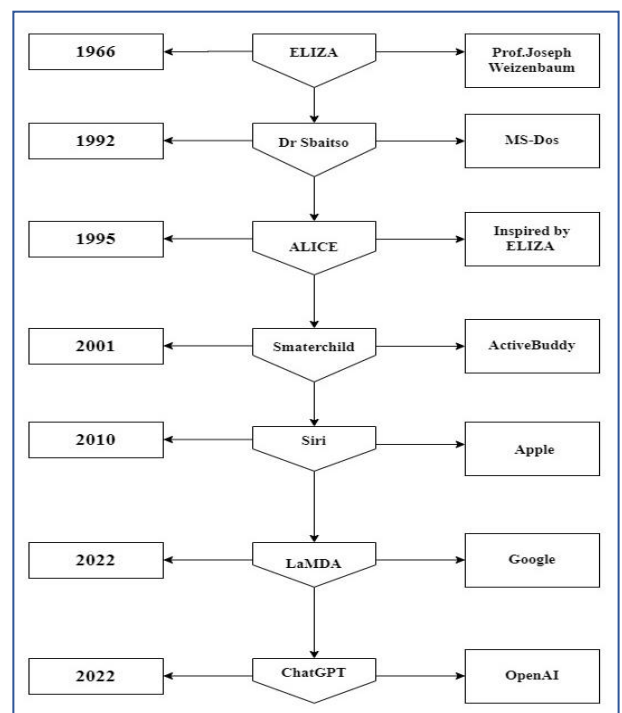 1966
ELIZA
Prof.Joseph
Weizenbaum
1992
Dr Sbaitso
MS-Dos
1995
ALICE
Inspired by
ELIZA
2001
Smaterchild
ActiveBuddy
2010
Siri
Apple
2022
LaMDA
Google
2022
ChatGPT
OpenAI